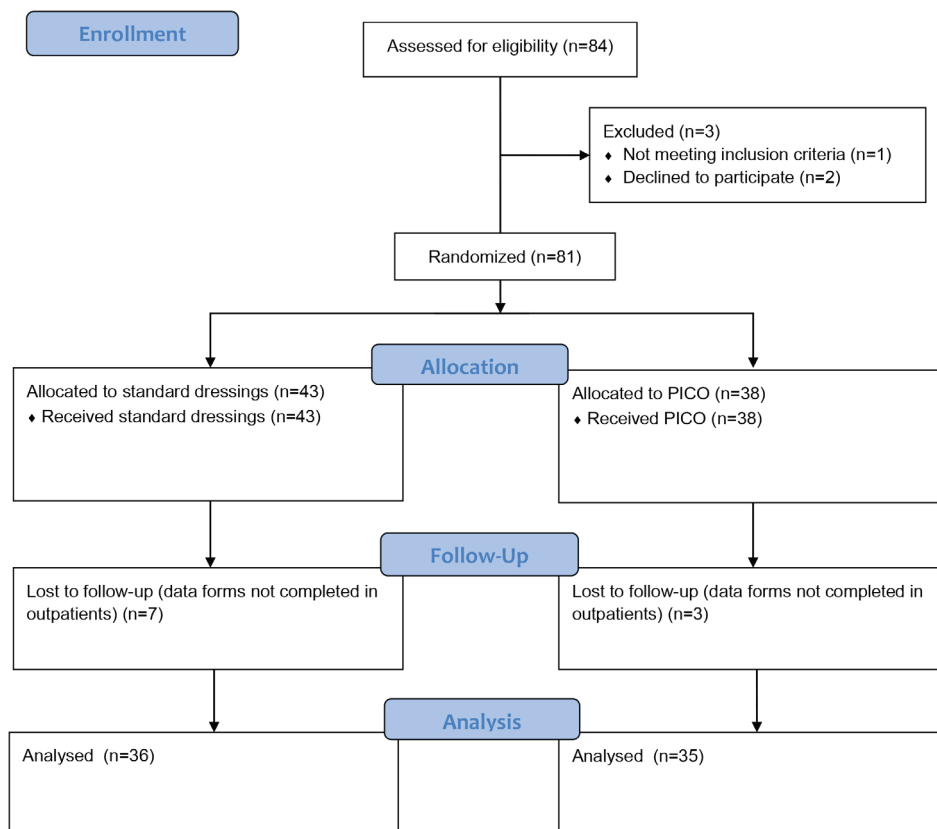 Enrollment
Assessed for eligibility (n=84)
Excluded (n=3)
♦ Not meeting inclusion criteria (n=1)
♦ Declined to participate (n=2)
Randomized (n=81)
Allocation
Allocated to standard dressings (n=43)
♦ Received standard dressings (n=43)
Allocated to PICO (n=38)
♦ Received PICO (n=38)
Follow-Up
Lost to follow-up (data forms not completed in
outpatients) (n=7)
Lost to follow-up (data forms not completed in
outpatients) (n=3)
Analysis
Analysed (n=36)
Analysed (n=35)